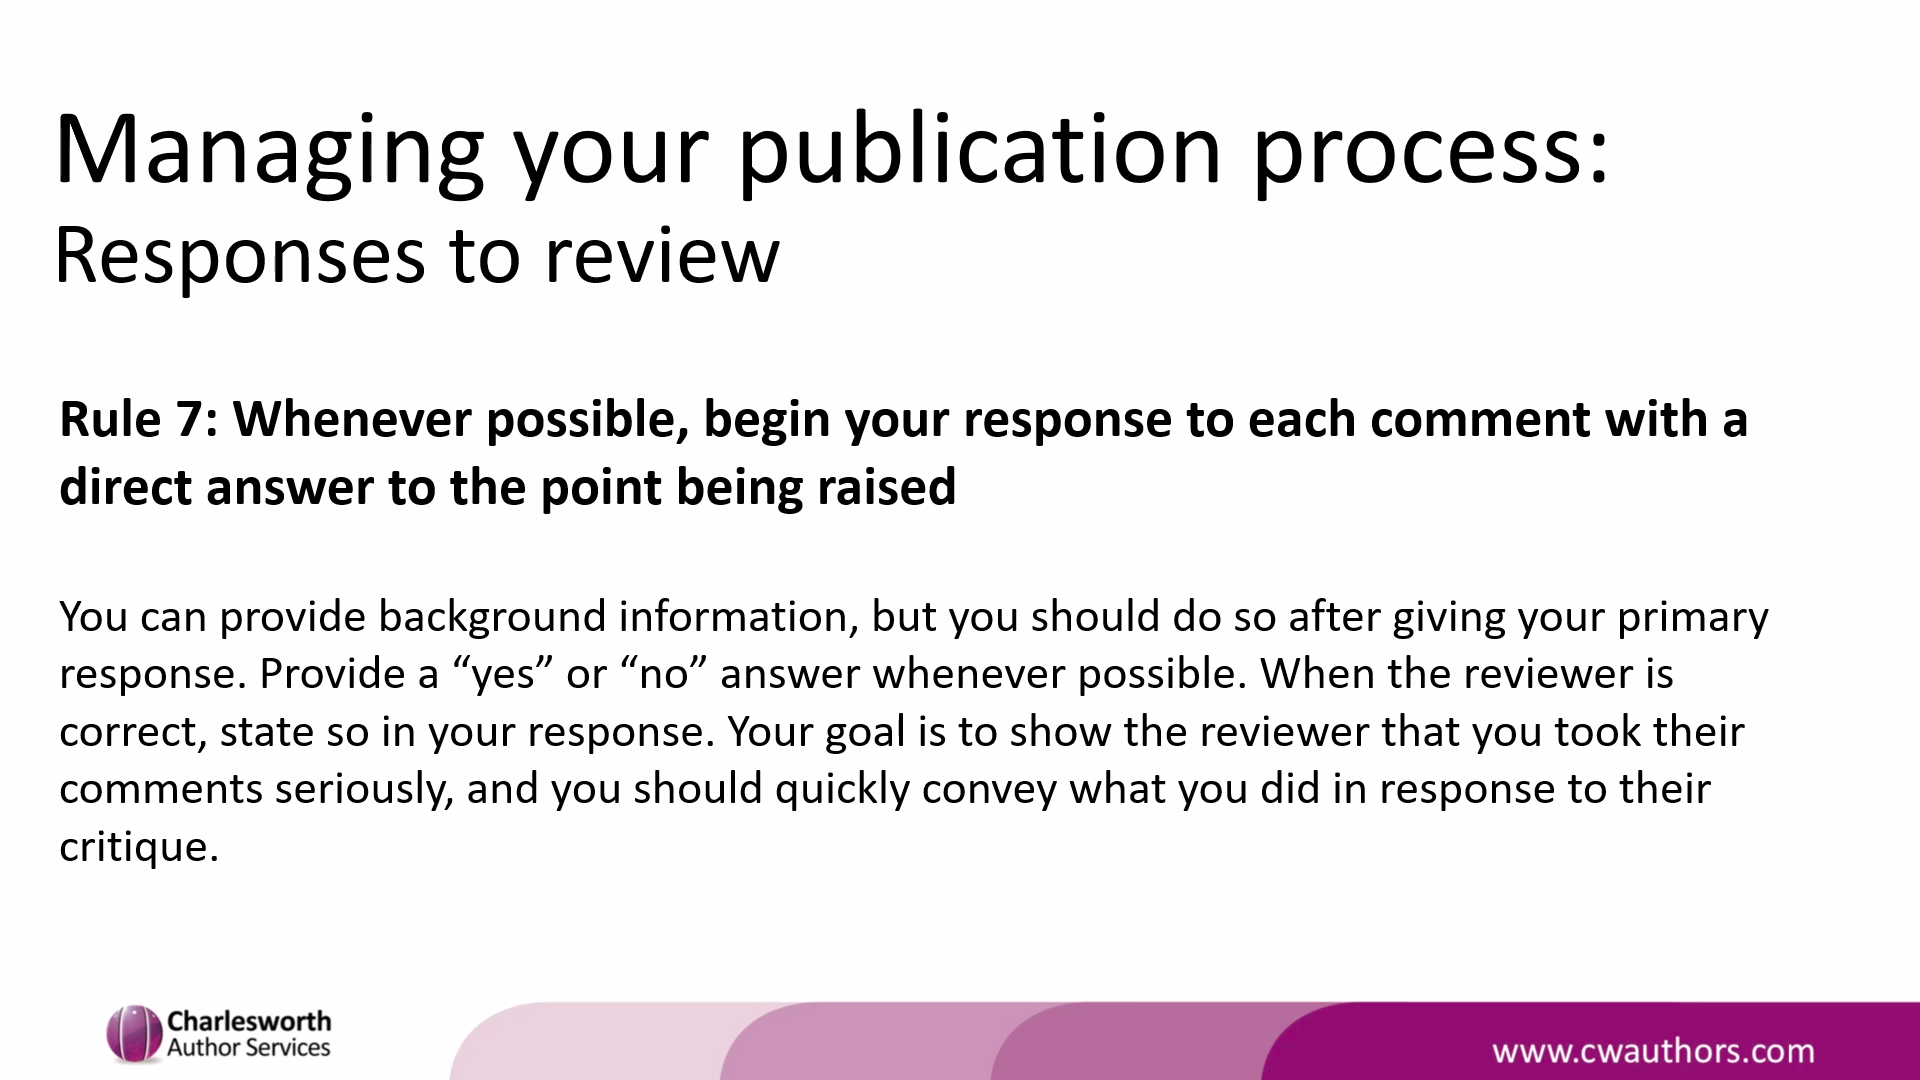 Managing your publication process:
Responses to review
Rule 7: Whenever possible, begin your response to each comment with a
direct answer to the point being raised
You can provide background information, but you should do so after giving your primary
response. Provide a “yes” or “no” answer whenever possible. When the reviewer is
correct, state so in your response. Your goal is to show the reviewer that you took their
comments seriously, and you should quickly convey what you did in response to their
critique.
Charlesworth
Author Services
www.cwauthors.com